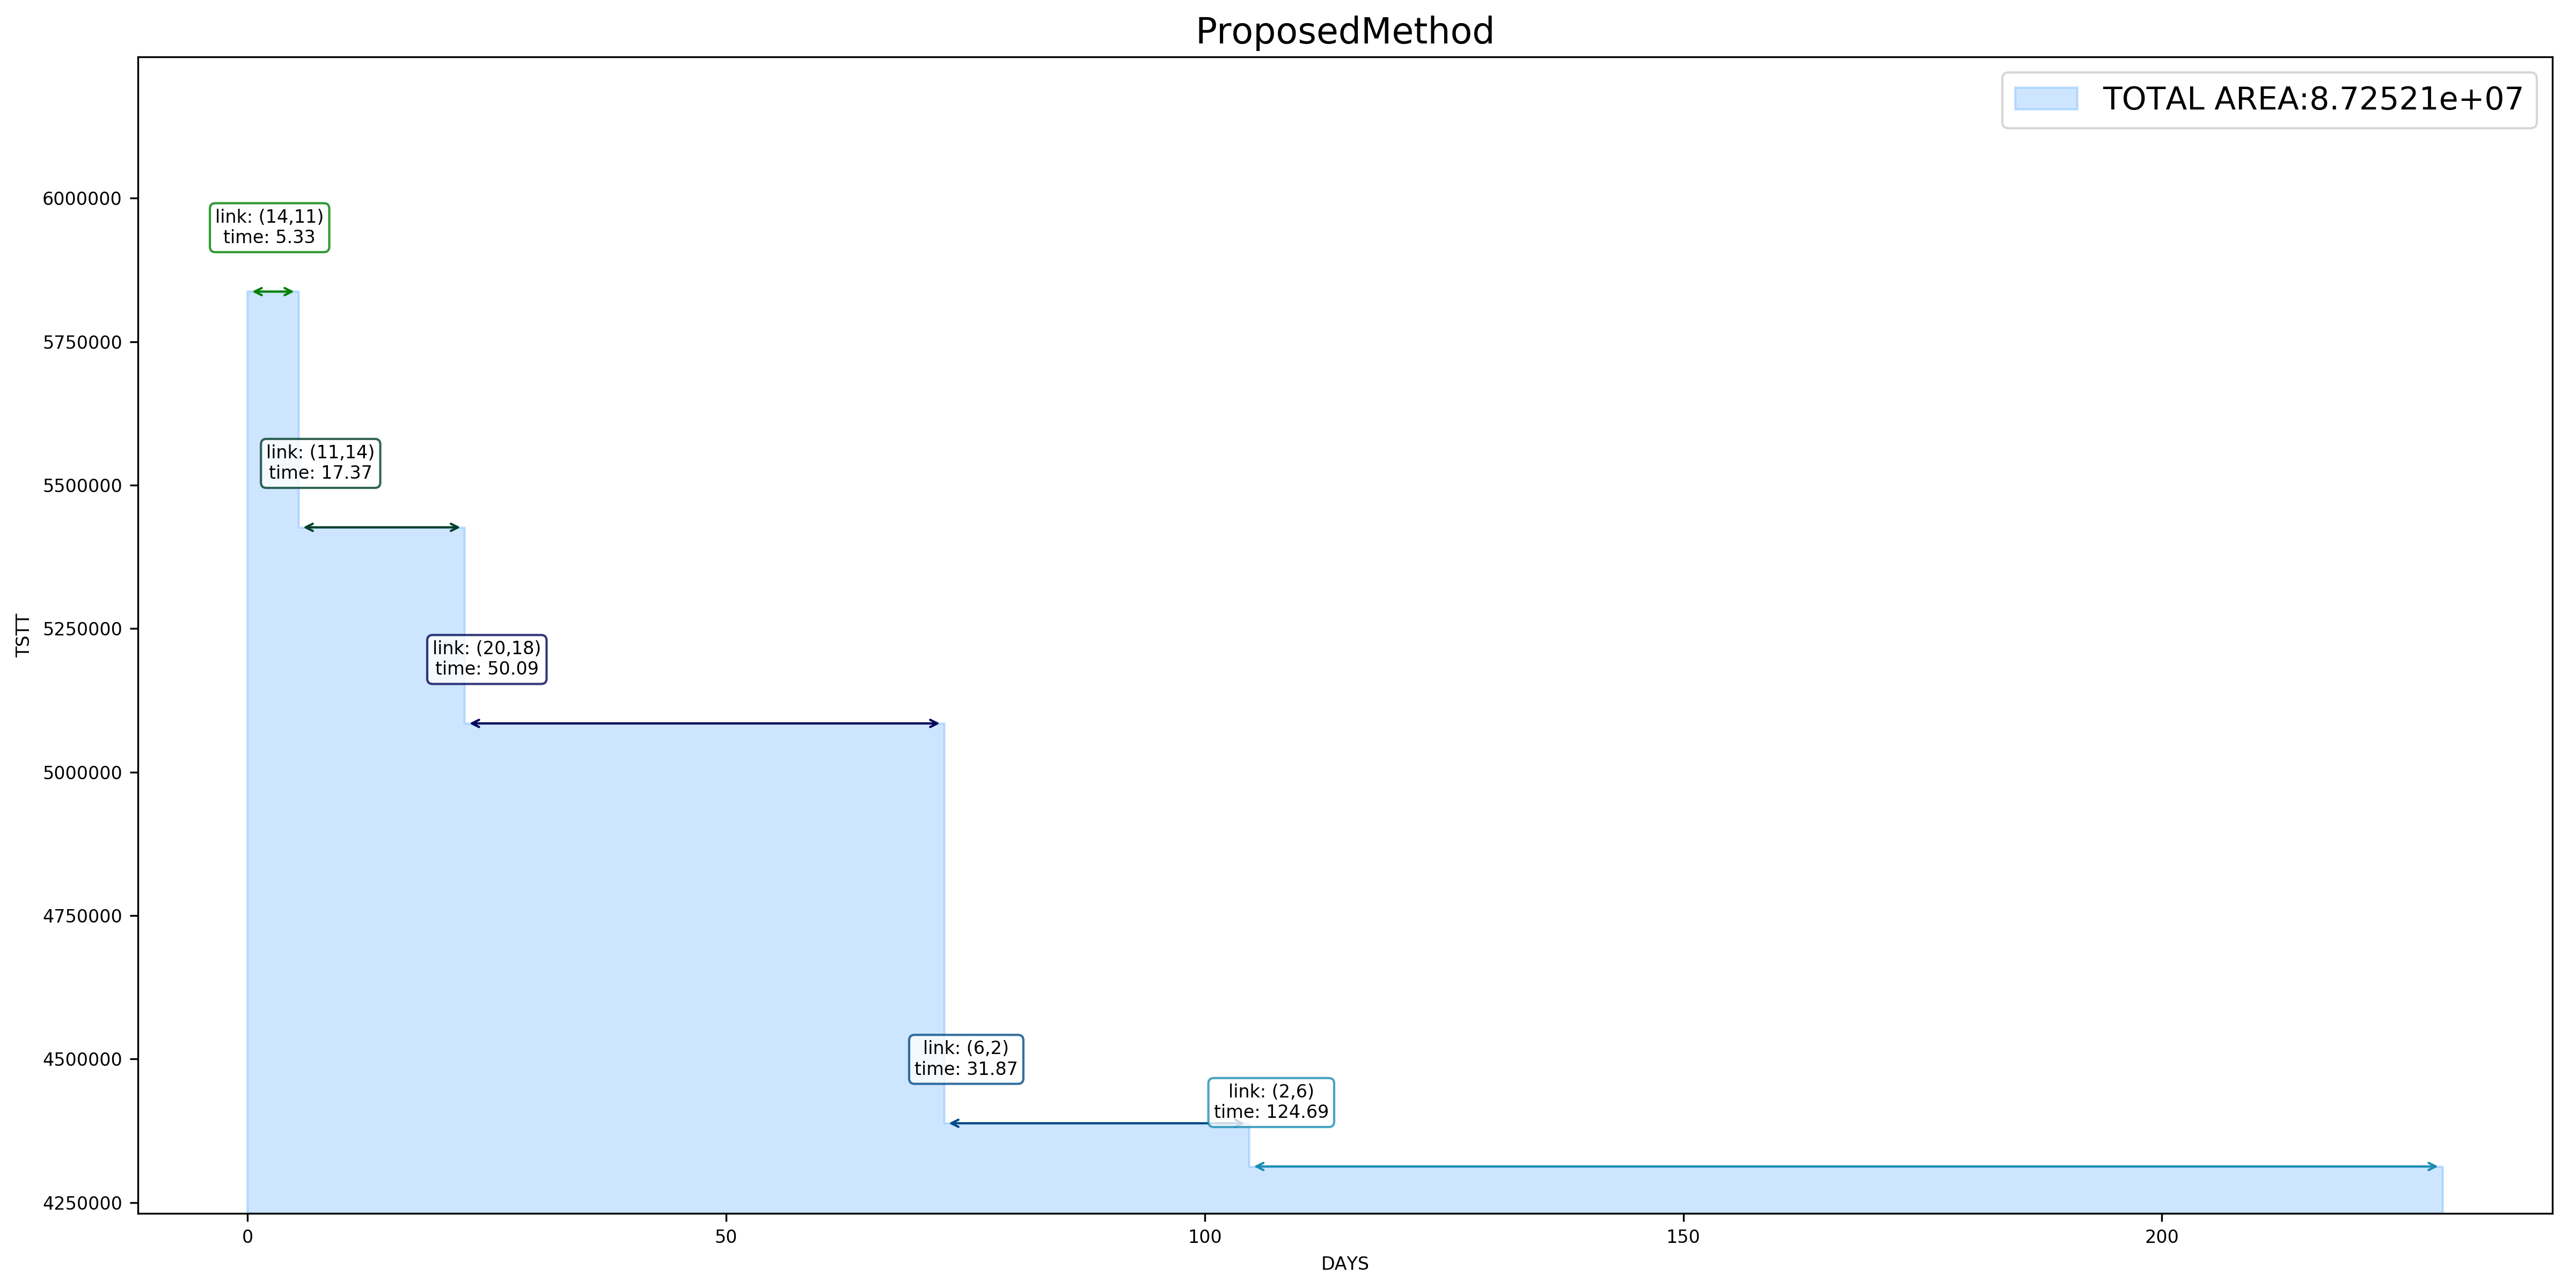 ProposedMethod
TOTAL AREA:8.72521e+07
6000000
link: (14,11)
time: 5.33
5750000
link: (11,14)
time: 17.37
5500000
5250000
link: (20,18)
time: 50.09
TSTT
5000000
4750000
4500000
link: (6,2)
time: 31.87
link: (2,6)
time: 124.69
4250000
0
50
100
150
200
DAYS